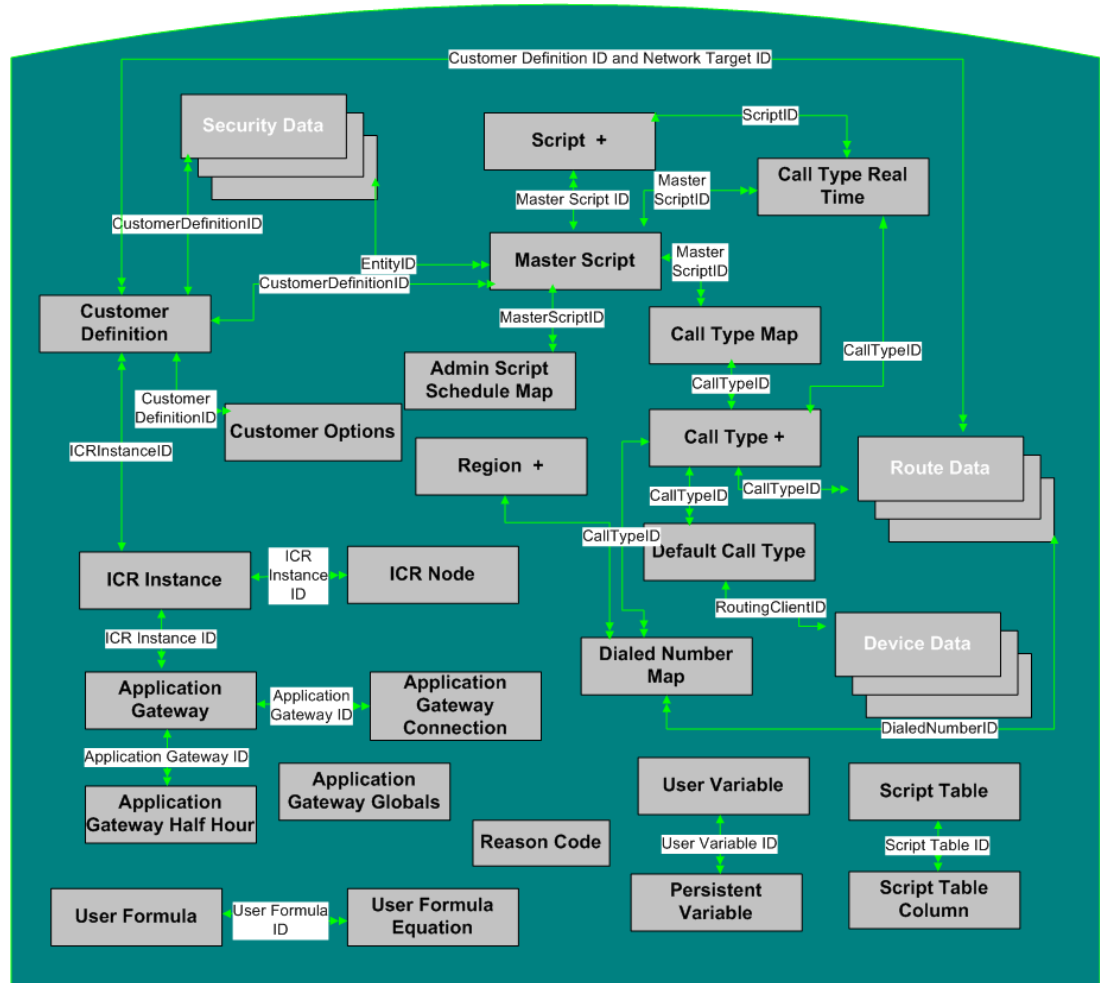 Customer Definition ID and Network Target ID
Security Data
Script +
ScriptID
Call Type Real
Time
Master
ScriptID
Master Script ID
CustomerDefinitionID
Master Script
Master
ScriptID
EntityID
CustomerDefinitionID
Customer
Definition
MasterScriptID
Call Type Map
CallTypeID
Admin Script
Schedule Map
CallTypeID
Customer
DefinitionID
Customer Options
Call Type +
ICRInstanceID
Region +
Route Data
CallTypeID
CallTypeID
CallTypeID
Default Call Type
ICR Instance
ICR
Instance
ID
ICR Node
RoutingClientID
ICR Instance ID
Device Data
Dialed Number
Map
Application
Gateway
Application
Gateway ID
Application
Gateway
Connection
DialedNumberID
Application Gateway ID
Application
Gateway Globals
User Variable
Script Table
Application
Gateway Half Hour
Reason Code
User Variable ID
Script Table ID
Persistent
Variable
Script Table
Column
User Formula
User Formula
ID
User Formula
Equation